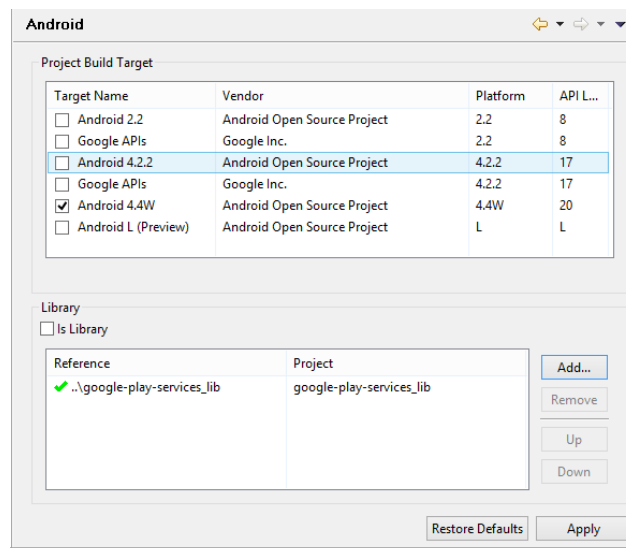 Android
Project Build Target
Target Name Vendor Platform API L...
Android 2.2 Android Open Source Project 2.2 8
Google APIs Google Inc. 2.2 8
Android 4.2.2 Android Open Source Project 4.2.2 17
Google APIs Google Inc. 4.2.2 17
Android 4.4W Android Open Source Project 4.4W 20
Android L (Preview) Android Open Source Project L L
Library
Is Library
Reference Project
..\google-play-services_lib google-play-services_lib
Add...
Remove
Up
Down
Restore Defaults Apply